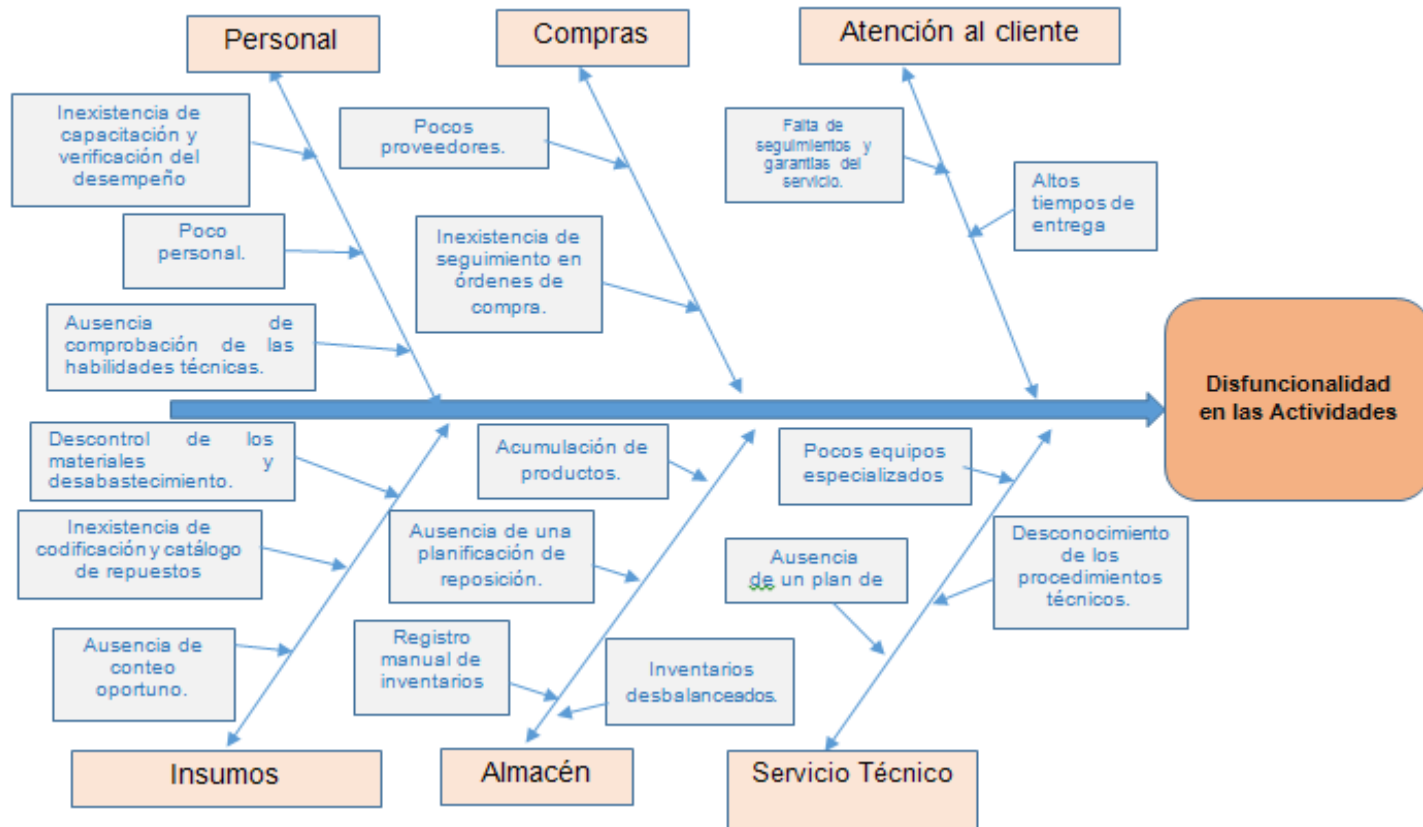 Personal
Compras
Atención al cliente
Inexistencia de
capacitación y
verificación del
desempeño
Pocos
proveedores.
Falta de
seguimientos y
garantías del
servicio.
Altos
tiempos de
entrega
Poco
personal.
Inexistencia de
seguimiento en
órdenes de
compra.
Ausencia de
comprobación de las
habilidades técnicas.
Disfuncionalidad
en las Actividades
Descontrol de los
materiales y
desabastecimiento.
Acumulación de
productos.
Pocos equipos
especializados
Inexistencia de
codificación y catálogo
de repuestos
Ausencia de una
planificación de
reposición.
Ausencia
de un plan de
Desconocimiento
de los
procedimientos
técnicos.
Ausencia de
conteo
oportuno.
Registro
manual de
inventarios
Inventarios
desbalanceados.
Insumos
Almacén
Servicio Técnico